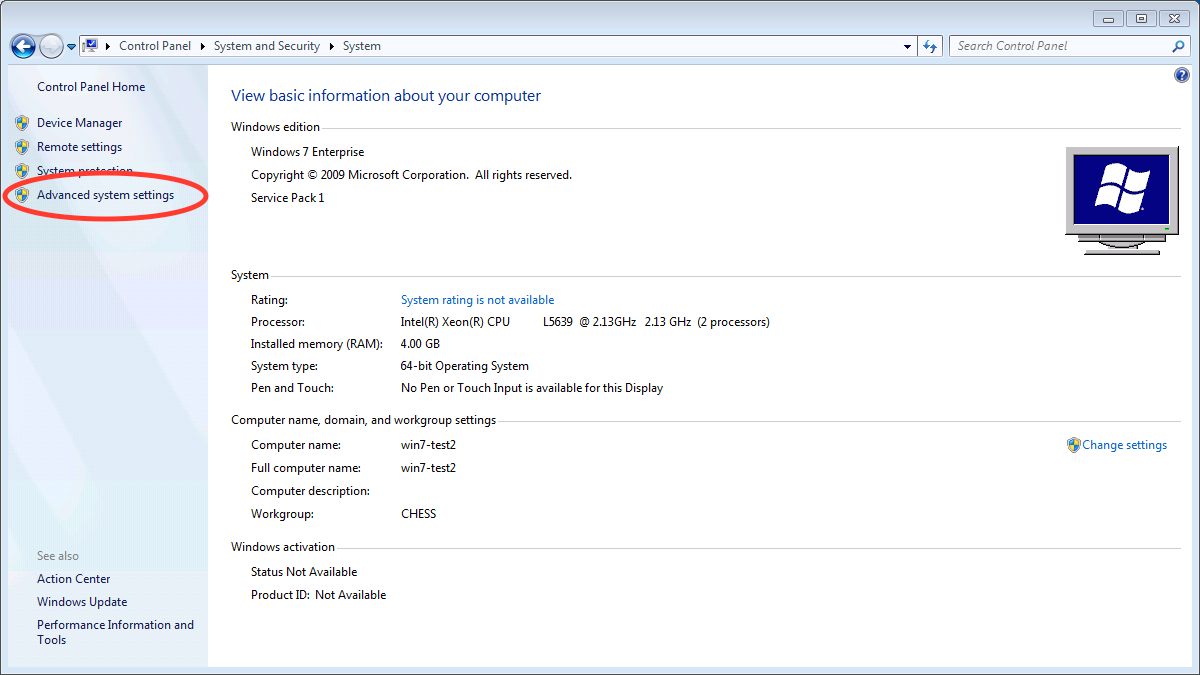 Control Panel System and Security System
Search Control Panel
Control Panel Home
Device Manager
Remote settings
System protection
Advanced system settings
See also
Action Center
Windows Update
Performance Information and
Tools
View basic information about your computer
Windows edition
Windows 7 Enterprise
Copyright © 2009 Microsoft Corporation. All rights reserved.
Service Pack 1
System
Rating: System rating is not available
Processor: Intel(R) Xeon(R) CPU L5639 @ 2.13GHz 2.13 GHz (2 processors)
Installed memory (RAM): 4.00 GB
System type: 64-bit Operating System
Pen and Touch: No Pen or Touch Input is available for this Display
Computer name, domain, and workgroup settings
Computer name: win7-test2
Change settings
Full computer name: win7-test2
Computer description:
Workgroup: CHESS
Windows activation
Status Not Available
Product ID: Not Available